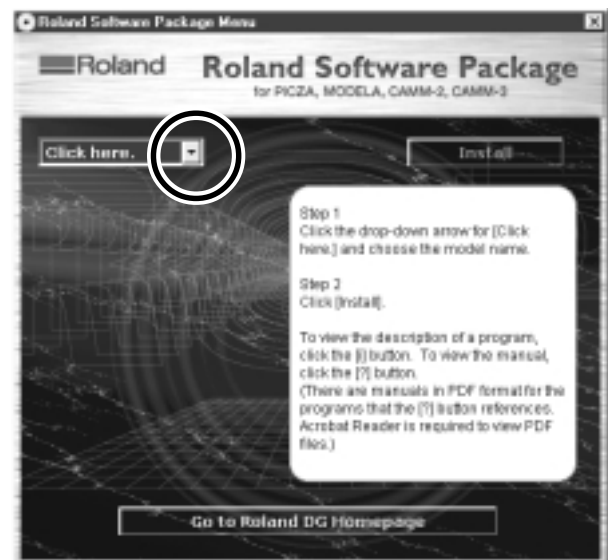 Roland Software Package Menu
Roland
Roland Software Package
for PICZA, MODELA, CAMM-2, CAMM-3
Click here.
Install
Step 1
Click the drop-down arrow for [Click
here.] and choose the model name.
Step 2
Click [Install].
To view the description of a program,
click the [i] button. To view the manual,
click the [?] button.
(There are manuals in PDF format for the
programs that the [?] button references.
Acrobat Reader is required to view PDF
files.)
Go to Roland DG Homepage